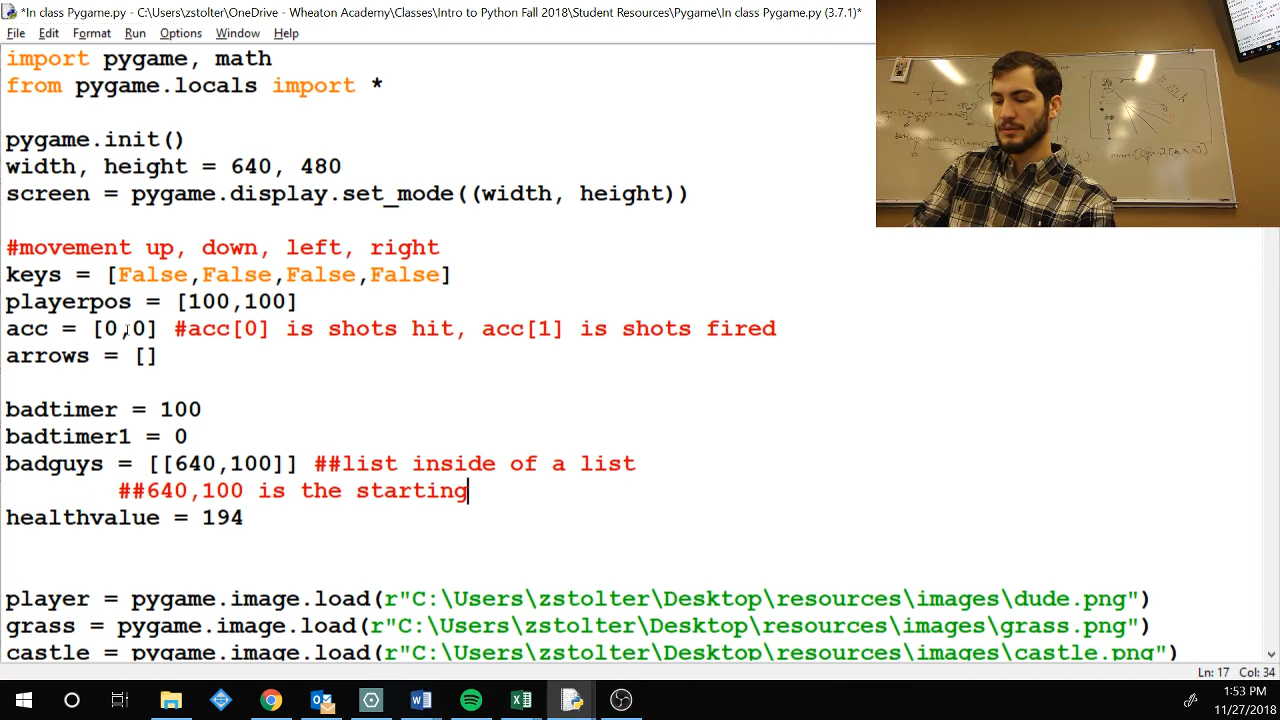 *In class Pygame.py - C:\Users\zstolter\OneDrive - Wheaton Academy\Classes\Intro to Python Fall 2018\Student Resources\Pygame\In class Pygame.py (3.7.1)*
File Edit Format Run Options Window Help
import pygame, math
from pygame.locals import *
pygame.init()
width, height = 640, 480
screen = pygame.display.set_mode((width, height))
#movement up, down, left, right
keys = [False,False,False,False]
playerpos = [100,100]
acc = [0,0] #acc[0] is shots hit, acc[1] is shots fired
arrows = []
badtimer = 100
badtimer1 = 0
badguys = [[640,100]] ##list inside of a list
##640,100 is the starting
healthvalue = 194
player = pygame.image.load(r"C:\Users\zstolter\Desktop\resources\images\dude.png")
grass = pygame.image.load(r"C:\Users\zstolter\Desktop\resources\images\grass.png")
castle = pygame.image.load(r"C:\Users\zstolter\Desktop\resources\images\castle.png")
Ln: 17 Col: 34
1:53 PM
11/27/2018